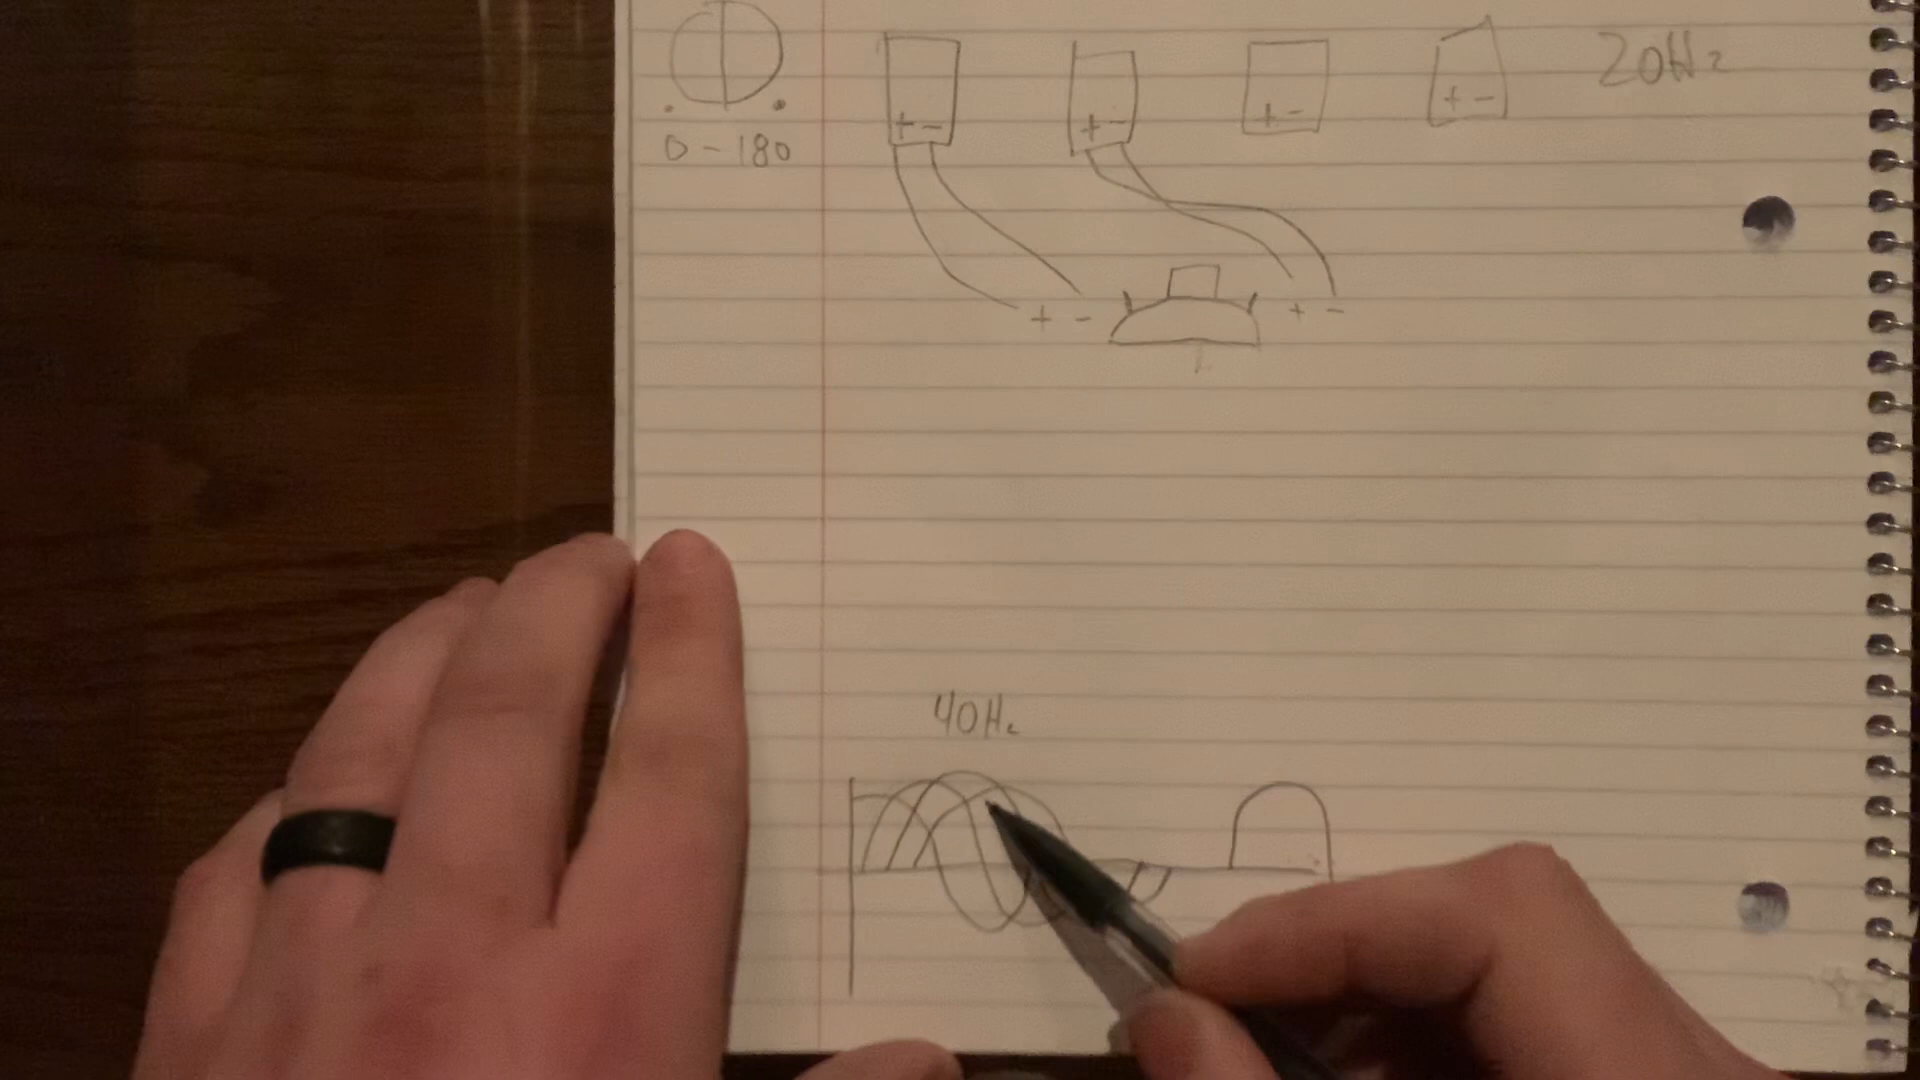 20Hz
+ - + - + - + -
0-180
+ - + -
40Hz